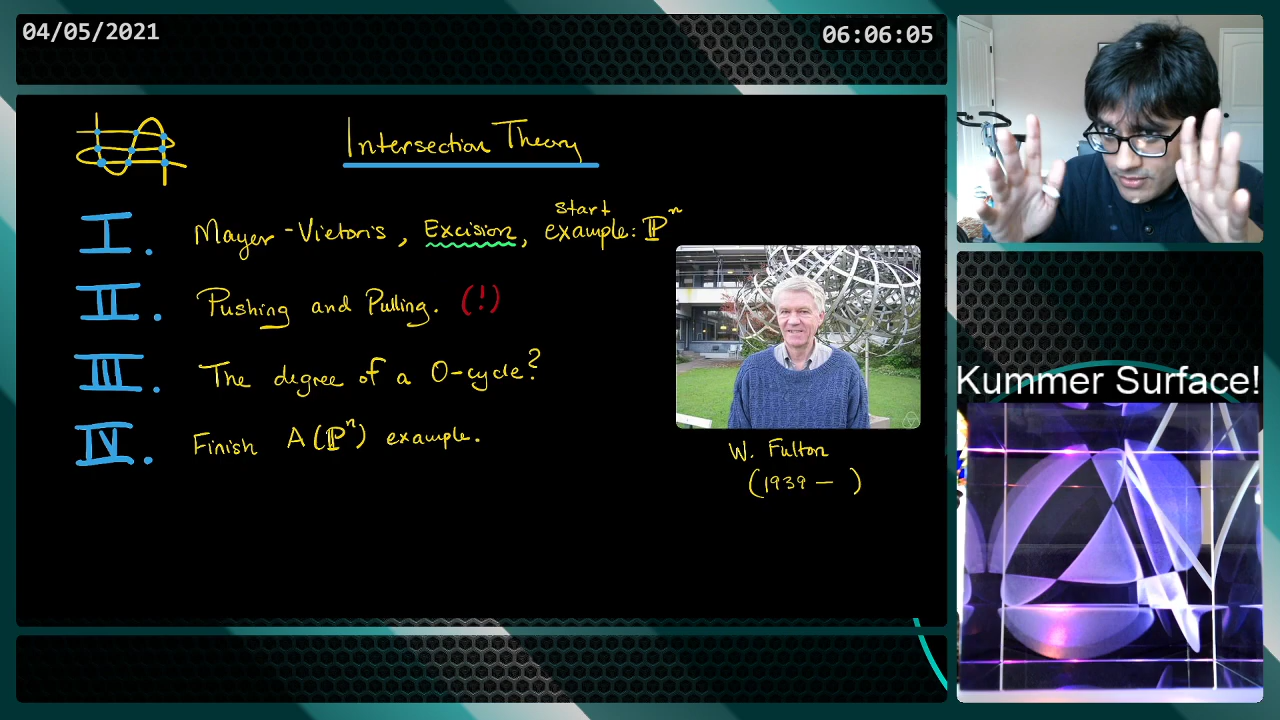 04/05/2021
06:06:05
Intersection Theory
I. Mayer-Vietoris, Excision, start example: ℙⁿ
II. Pushing and Pulling. (!)
III. The degree of a 0-cycle?
IV. Finish A(ℙⁿ) example.
W. Fulton
(1939 — )
Kummer Surface!